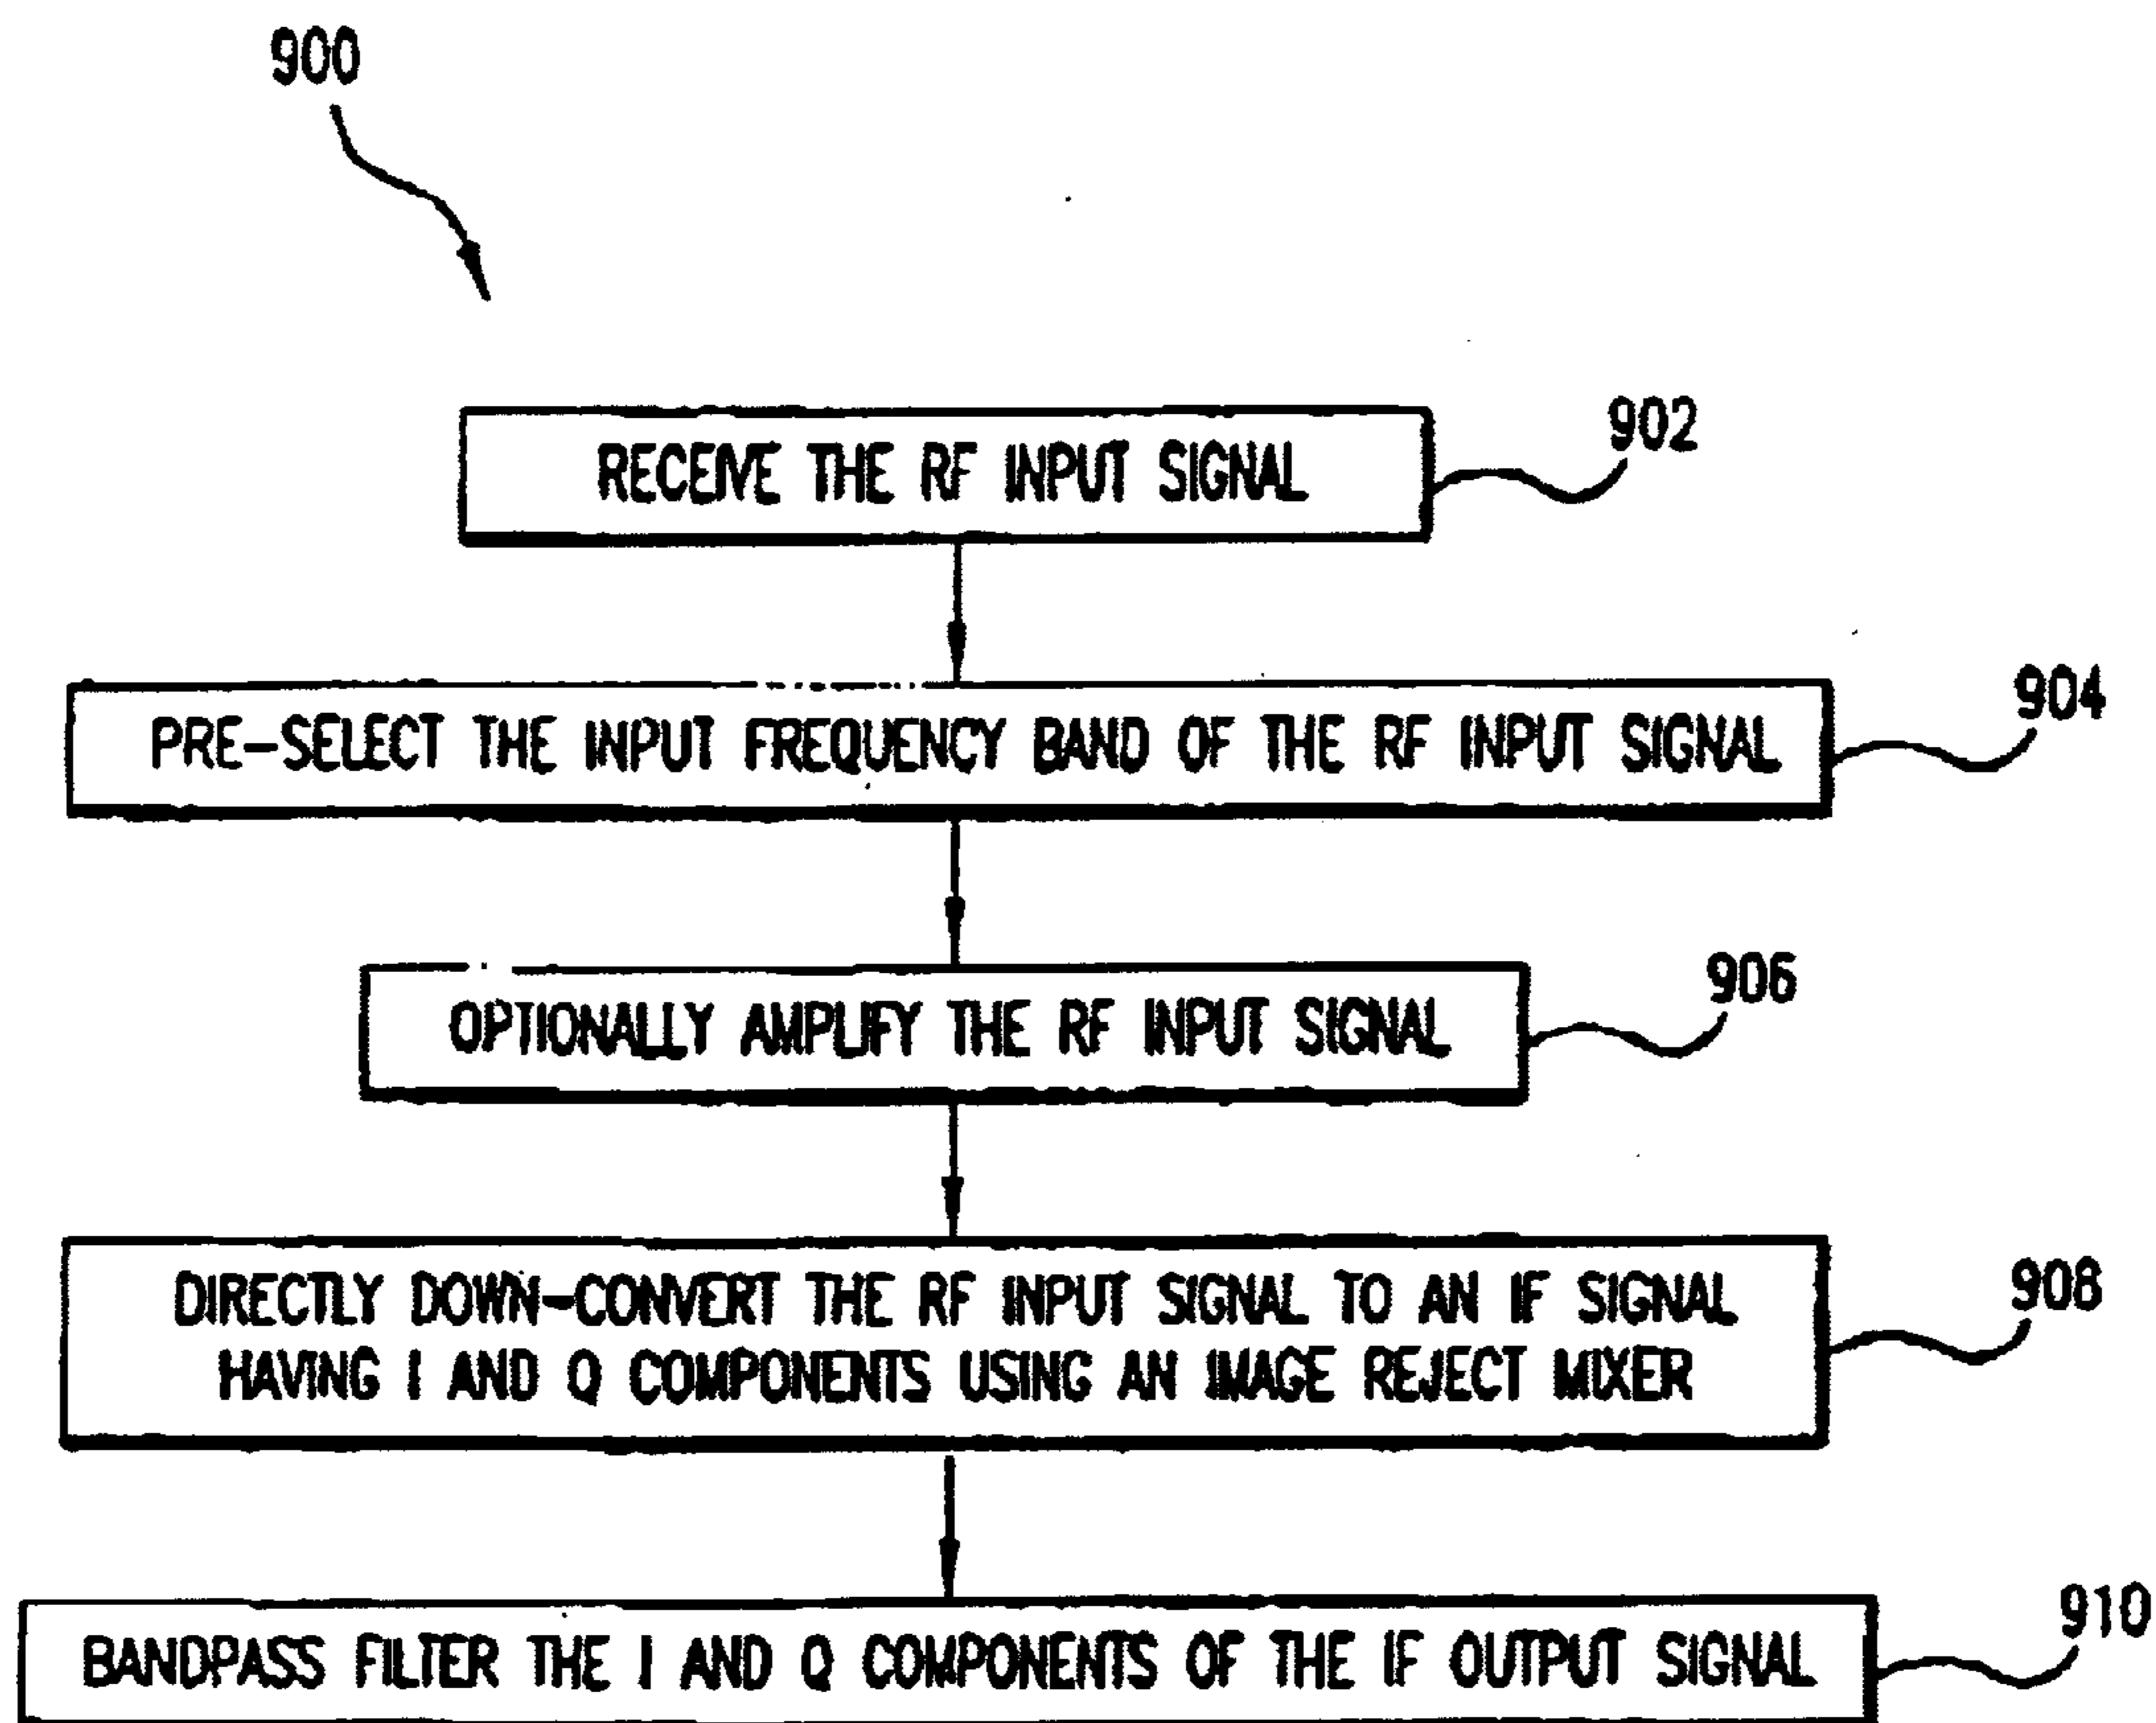 900
RECEIVE THE RF INPUT SIGNAL
902
PRE-SELECT THE INPUT FREQUENCY BAND OF THE RF INPUT SIGNAL
904
OPTIONALLY AMPLIFY THE RF INPUT SIGNAL
906
DIRECTLY DOWN-CONVERT THE RF INPUT SIGNAL TO AN IF SIGNAL
HAVING I AND Q COMPONENTS USING AN IMAGE REJECT MIXER
908
BANDPASS FILTER THE I AND Q COMPONENTS OF THE IF OUTPUT SIGNAL
910